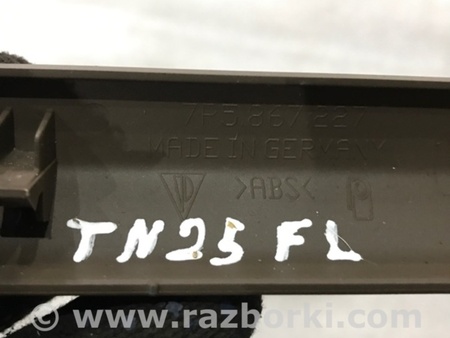 7P5 867 227
MADE IN GERMANY
>ABS<
TN25 FL
© www.razborki.com